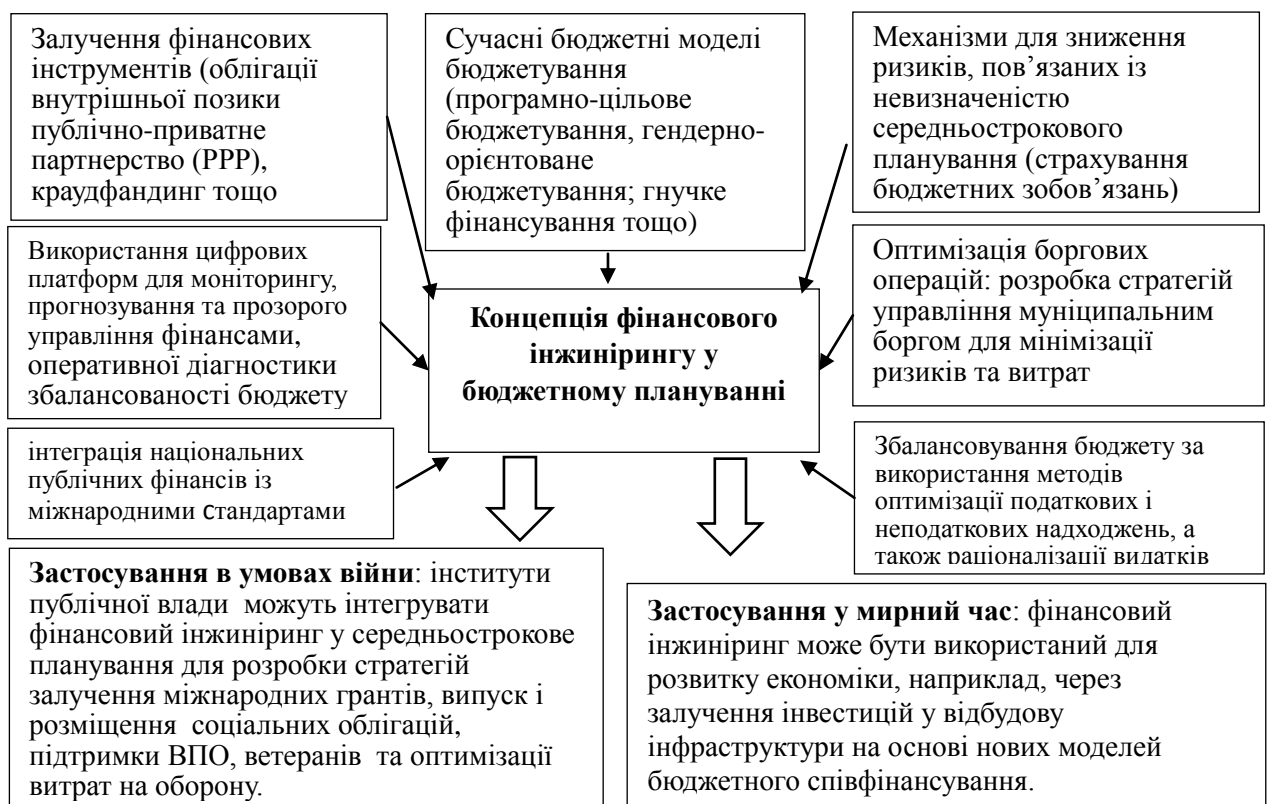 Залучення фінансових
інструментів (облігації
внутрішньої позики
публічно-приватне
партнерство (PPP),
краудфандинг тощо
Сучасні бюджетні моделі
бюджетування
(програмно-цільове
бюджетування, гендерно-
орієнтоване
бюджетування; гнучке
фінансування тощо)
Механізми для зниження
ризиків, пов’язаних із
невизначеністю
середньострокового
планування (страхування
бюджетних зобов’язань)
Використання цифрових
платформ для моніторингу,
прогнозування та прозорого
управління фінансами,
оперативної діагностики
збалансованості бюджету
Концепція фінансового
інжинірингу у
бюджетному плануванні
Оптимізація боргових
операцій: розробка стратегій
управління муніципальним
боргом для мінімізації
ризиків та витрат
інтеграція національних
публічних фінансів із
міжнародними стандартами
Збалансовування бюджету за
використання методів
оптимізації податкових і
неподаткових надходжень, а
також раціоналізації видатків
Застосування в умовах війни: інститути
публічної влади можуть інтегрувати
фінансовий інжиніринг у середньострокове
планування для розробки стратегій
залучення міжнародних грантів, випуск і
розміщення соціальних облігацій,
підтримки ВПО, ветеранів та оптимізації
витрат на оборону.
Застосування у мирний час: фінансовий
інжиніринг може бути використаний для
розвитку економіки, наприклад, через
залучення інвестицій у відбудову
інфраструктури на основі нових моделей
бюджетного співфінансування.